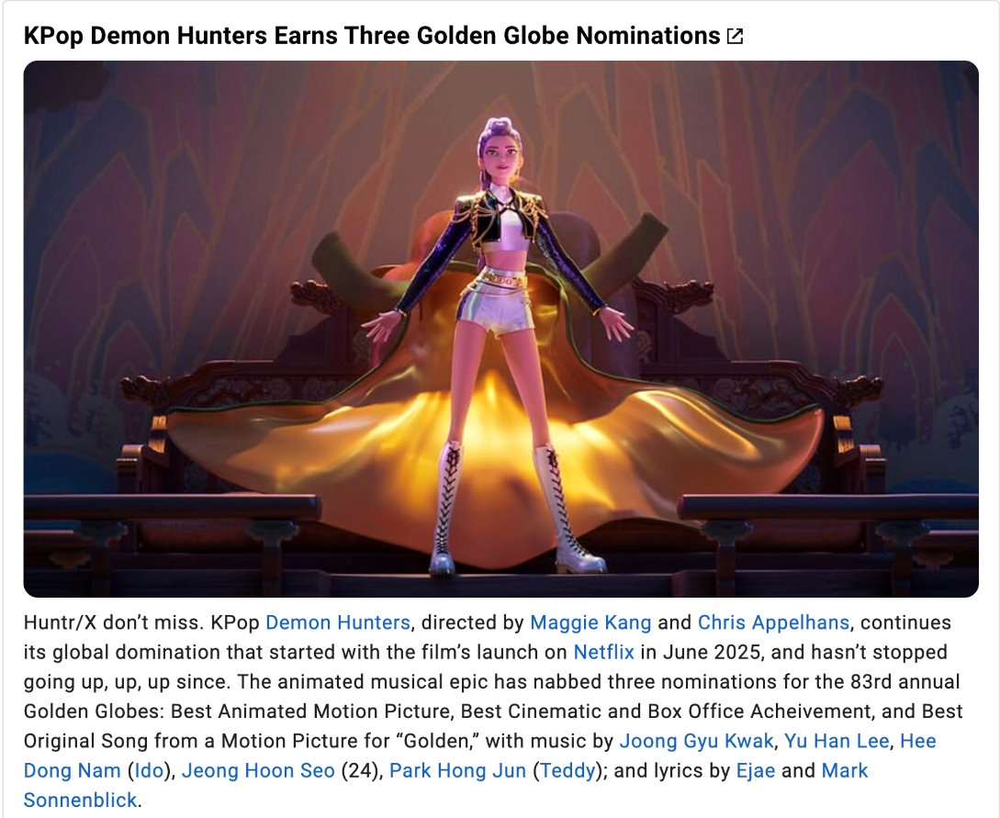 KPop Demon Hunters Earns Three Golden Globe Nominations
Huntr/X don’t miss. KPop Demon Hunters, directed by Maggie Kang and Chris Appelhans, continues
its global domination that started with the film’s launch on Netflix in June 2025, and hasn’t stopped
going up, up, up since. The animated musical epic has nabbed three nominations for the 83rd annual
Golden Globes: Best Animated Motion Picture, Best Cinematic and Box Office Acheivement, and Best
Original Song from a Motion Picture for “Golden,” with music by Joong Gyu Kwak, Yu Han Lee, Hee
Dong Nam (Ido), Jeong Hoon Seo (24), Park Hong Jun (Teddy); and lyrics by Ejae and Mark
Sonnenblick.